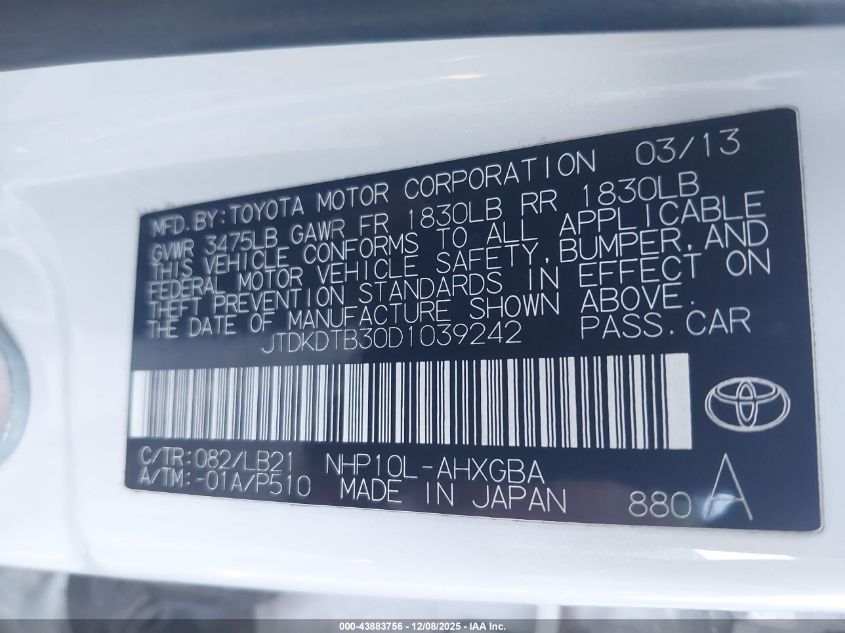 MFD. BY: TOYOTA MOTOR CORPORATION 03/13
GVWR 3475LB GAWR FR 1830LB RR 1830LB
THIS VEHICLE CONFORMS TO ALL APPLICABLE
FEDERAL MOTOR VEHICLE SAFETY, BUMPER, AND
THEFT PREVENTION STANDARDS IN EFFECT ON
THE DATE OF MANUFACTURE SHOWN ABOVE.
JTDKDTB30D1039242 PASS. CAR
C/TR: 082/LB21 NHP10L-AHXGBA
A/TM: -01A/P510 MADE IN JAPAN 880 A
000-43883756 - 12/08/2025 - IAA Inc.